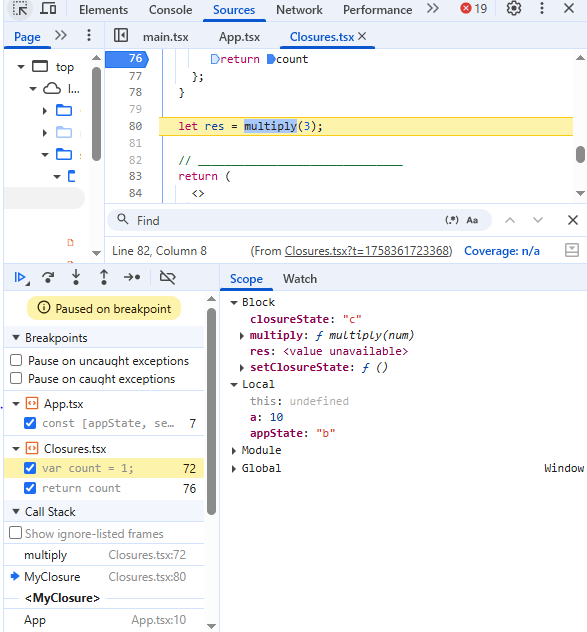 Elements Console Sources Network Performance 19
Page main.tsx App.tsx Closures.tsx
top
l...
76 return count
77 };
78 }
79
80 let res = multiply(3);
81
82 // _______________________________
83 return (
84 <>
Find (.*) Aa
Line 82, Column 8 (From Closures.tsx?t=1758361723368) Coverage: n/a
Paused on breakpoint
Breakpoints
Pause on uncaught exceptions
Pause on caught exceptions
App.tsx
const [appState, se… 7
Closures.tsx
var count = 1; 72
return count 76
Call Stack
Show ignore-listed frames
multiply Closures.tsx:72
MyClosure Closures.tsx:80
<MyClosure>
App App.tsx:10
Scope Watch
Block
closureState: "c"
multiply: ƒ multiply(num)
res: <value unavailable>
setClosureState: ƒ ()
Local
this: undefined
a: 10
appState: "b"
Module
Global Window